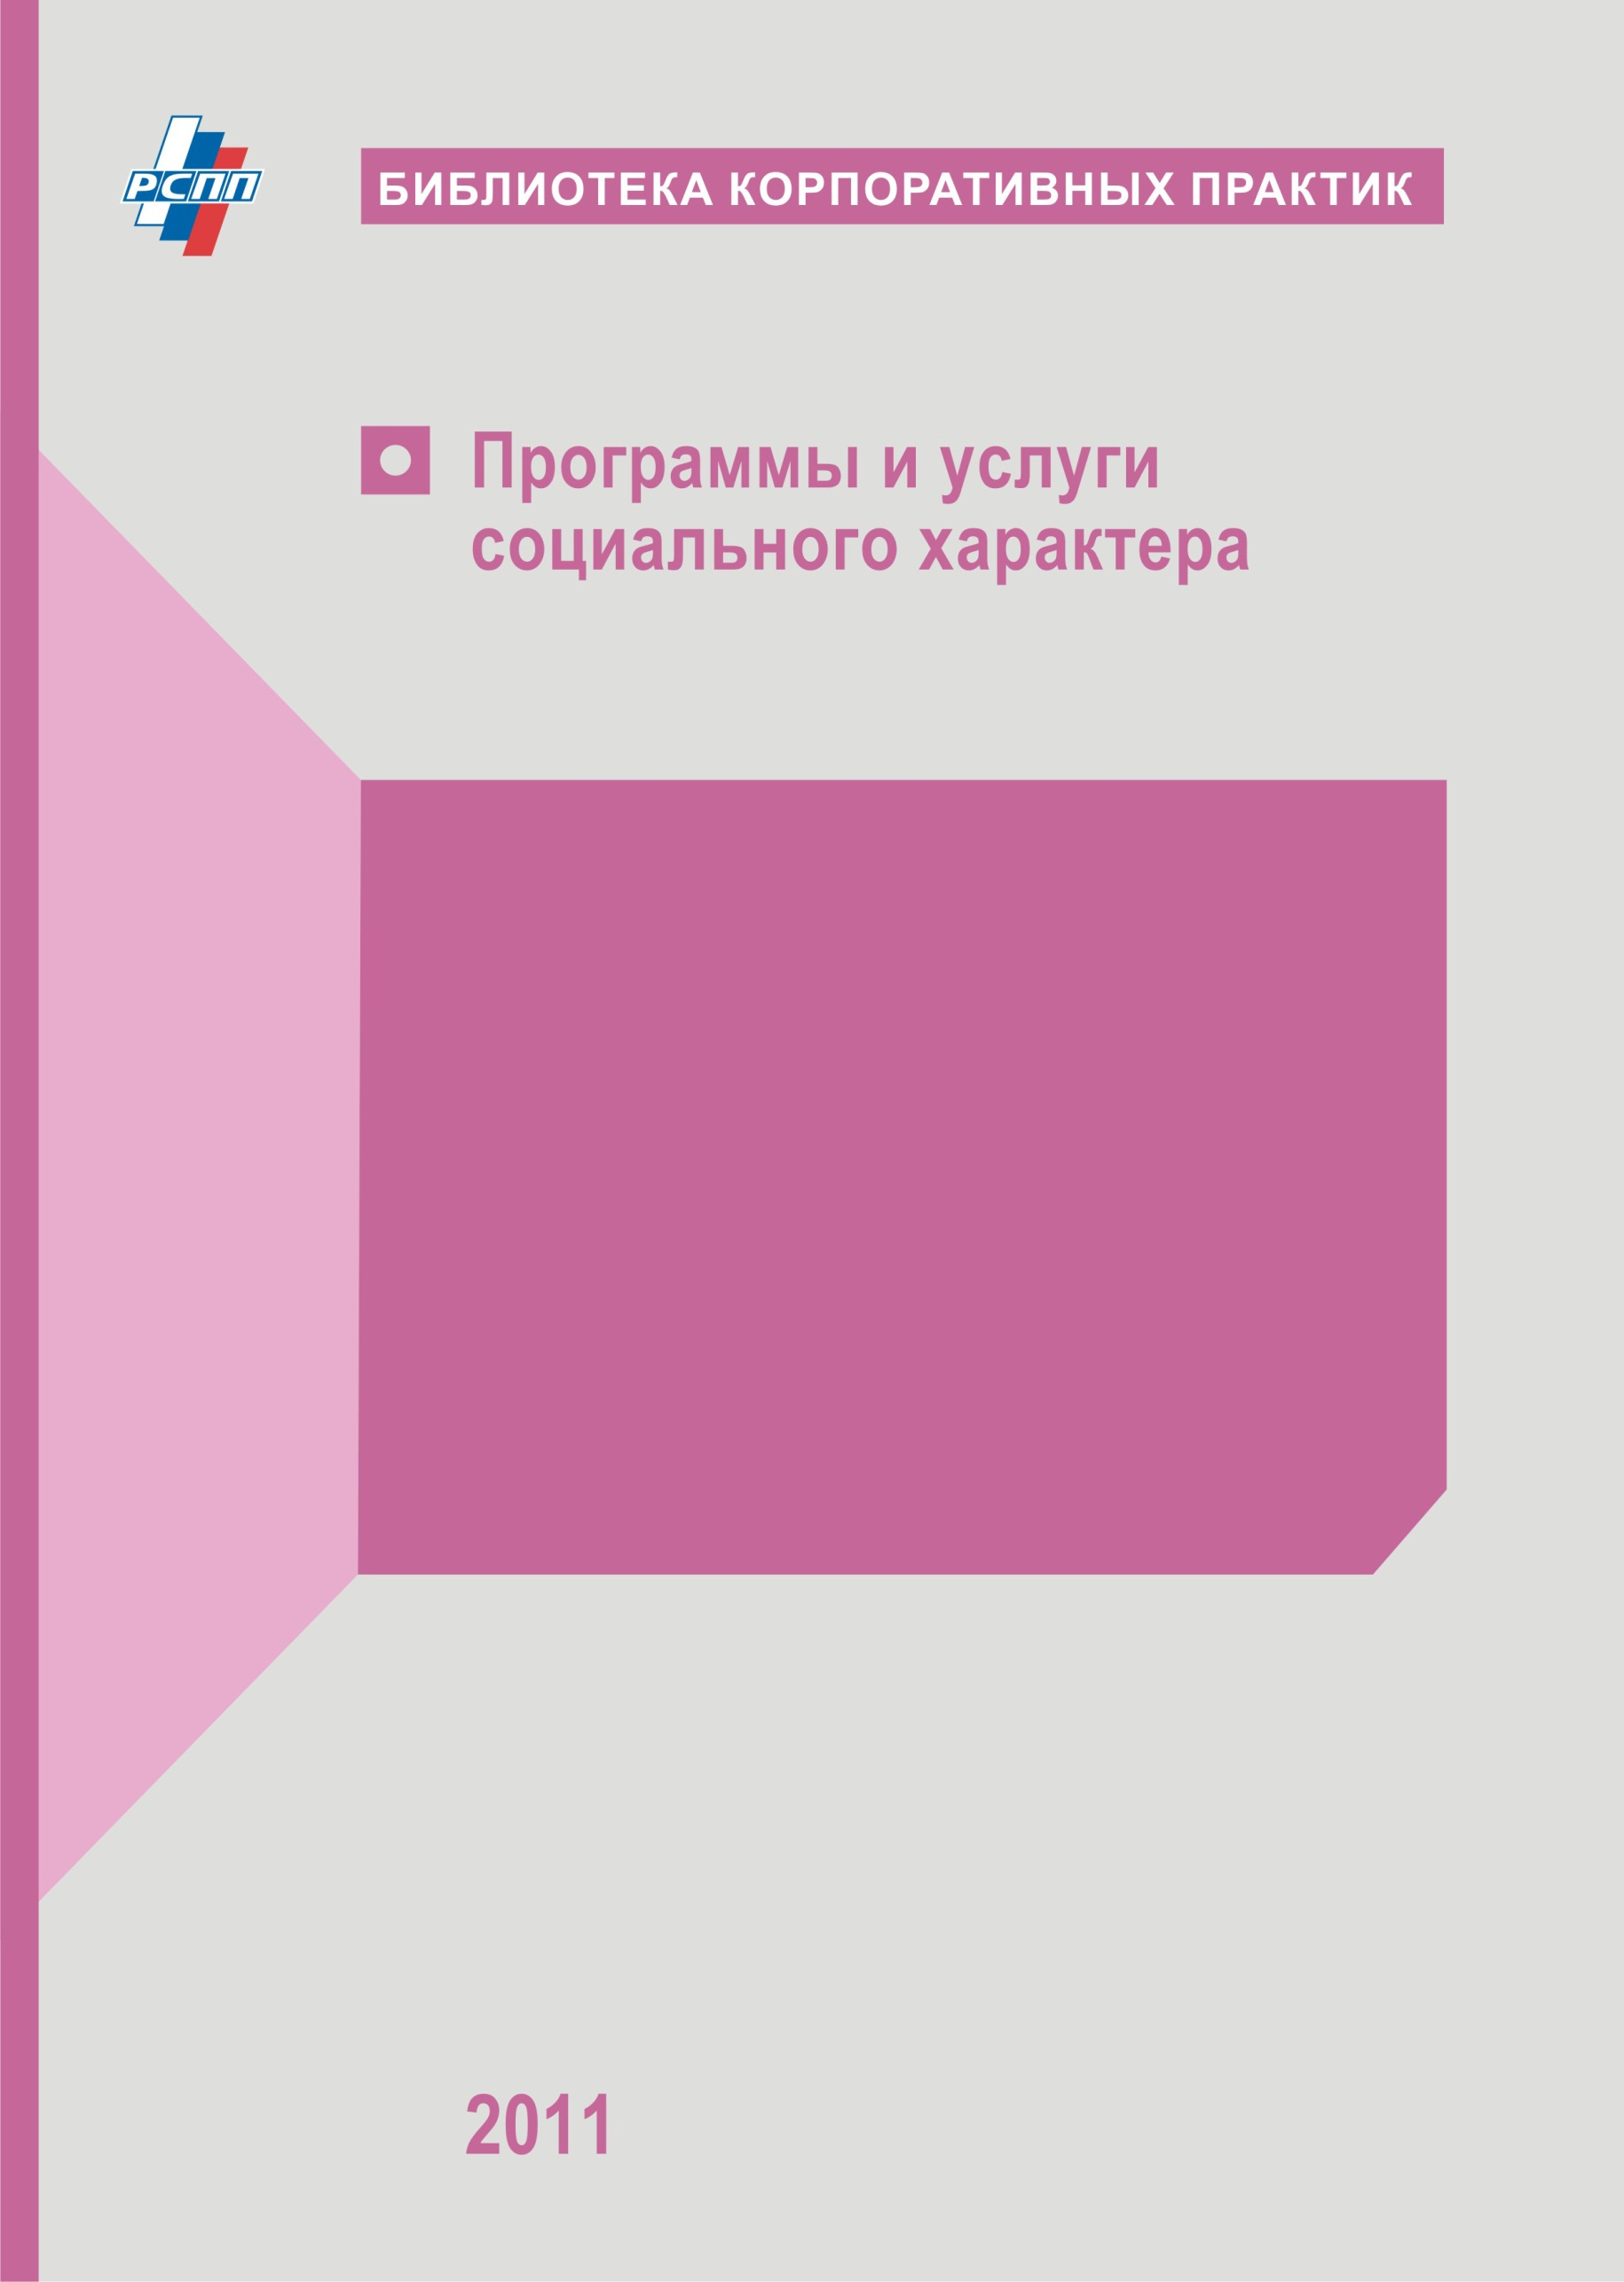 РСПП
БИБЛИОТЕКА КОРПОРАТИВНЫХ ПРАКТИК
Программы и услуги
социального характера
2011